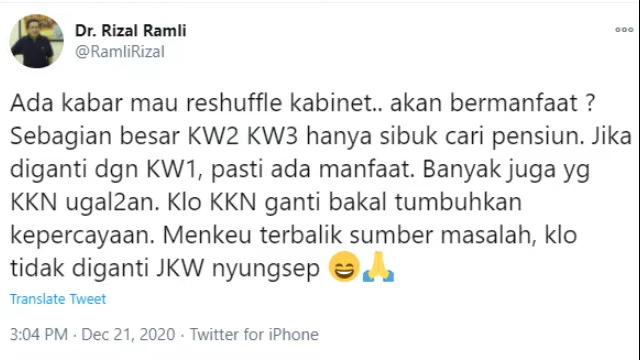 Dr. Rizal Ramli
@RamliRizal
Ada kabar mau reshuffle kabinet.. akan bermanfaat ?
Sebagian besar KW2 KW3 hanya sibuk cari pensiun. Jika
diganti dgn KW1, pasti ada manfaat. Banyak juga yg
KKN ugal2an. Klo KKN ganti bakal tumbuhkan
kepercayaan. Menkeu terbalik sumber masalah, klo
tidak diganti JKW nyungsep 😄🙏
Translate Tweet
3:04 PM · Dec 21, 2020 · Twitter for iPhone